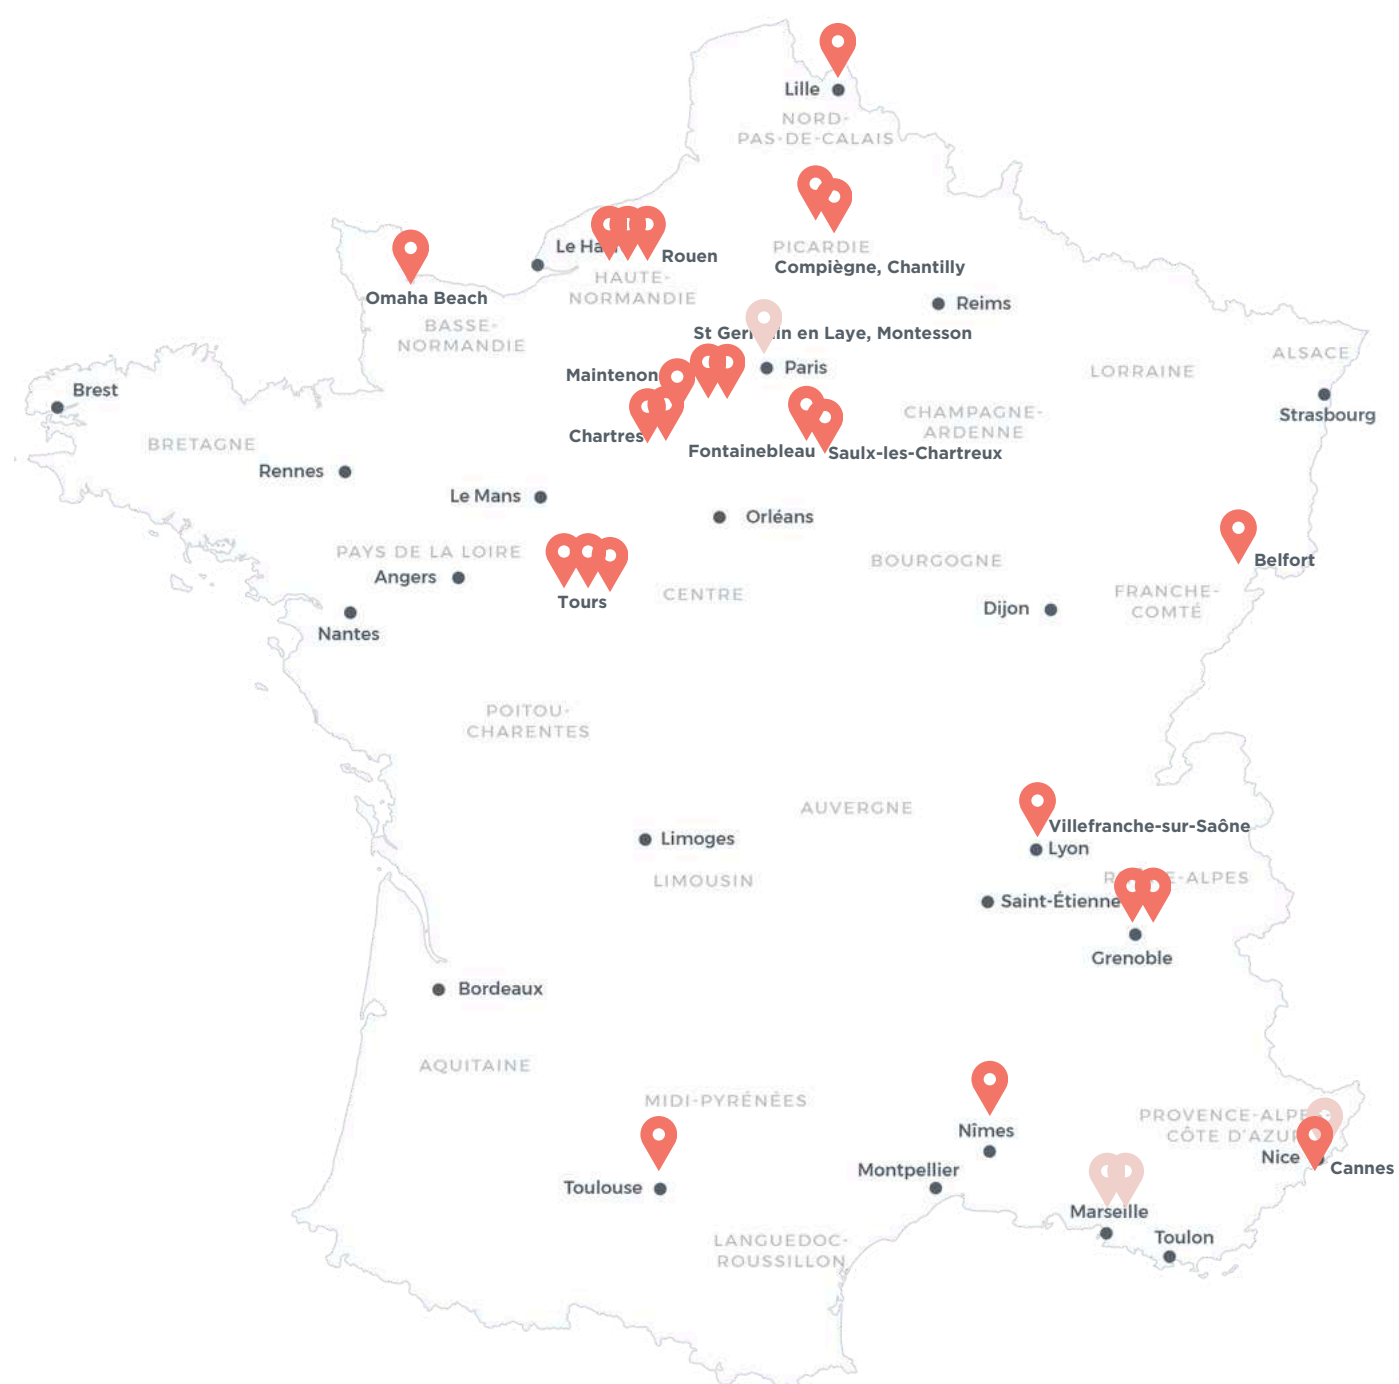 Lille
NORD-
PAS-DE-CALAIS
PICARDIE
Compiègne, Chantilly
Rouen
HAUTE-
NORMANDIE
Omaha Beach
BASSE-
NORMANDIE
Reims
en Laye, Montesson
Paris
Maintenon
ALSACE
LORRAINE
Strasbourg
Brest
BRETAGNE
CHAMPAGNE-
ARDENNE
Chartres
Fontainebleau
Saulx-les-Chartreux
Rennes
Le Mans
Orléans
PAYS DE LA LOIRE
Angers
Tours
CENTRE
BOURGOGNE
Belfort
Dijon
FRANCHE-
COMTÉ
Nantes
POITOU-
CHARENTES
AUVERGNE
Villefranche-sur-Saône
Lyon
Limoges
LIMOUSIN
Saint-Étienne
Grenoble
Bordeaux
AQUITAINE
MIDI-PYRÉNÉES
Nîmes
Montpellier
CÔTE D'AZUR
Nice
Cannes
Toulouse
Marseille
Toulon
LANGUEDOC-
ROUSSILLON